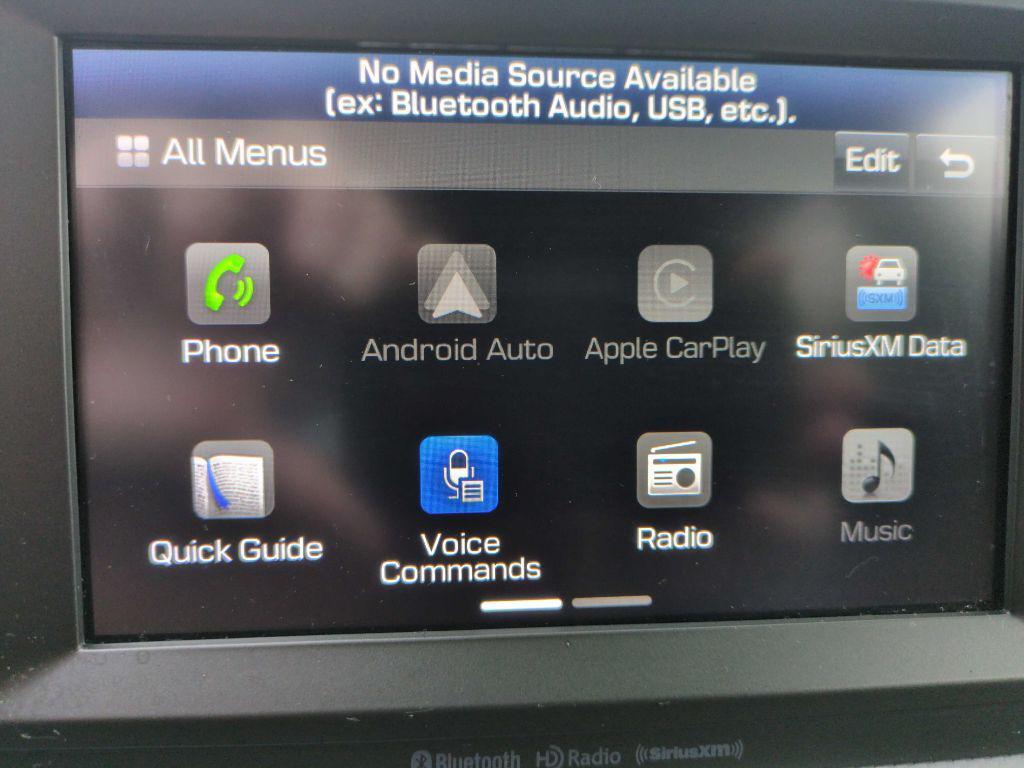 No Media Source Available
(ex: Bluetooth Audio, USB, etc.).
All Menus
Edit
Phone
Android Auto
Apple CarPlay
SXM
SiriusXM Data
Quick Guide
Voice
Commands
Radio
Music
Bluetooth HD Radio ((SiriusXM))